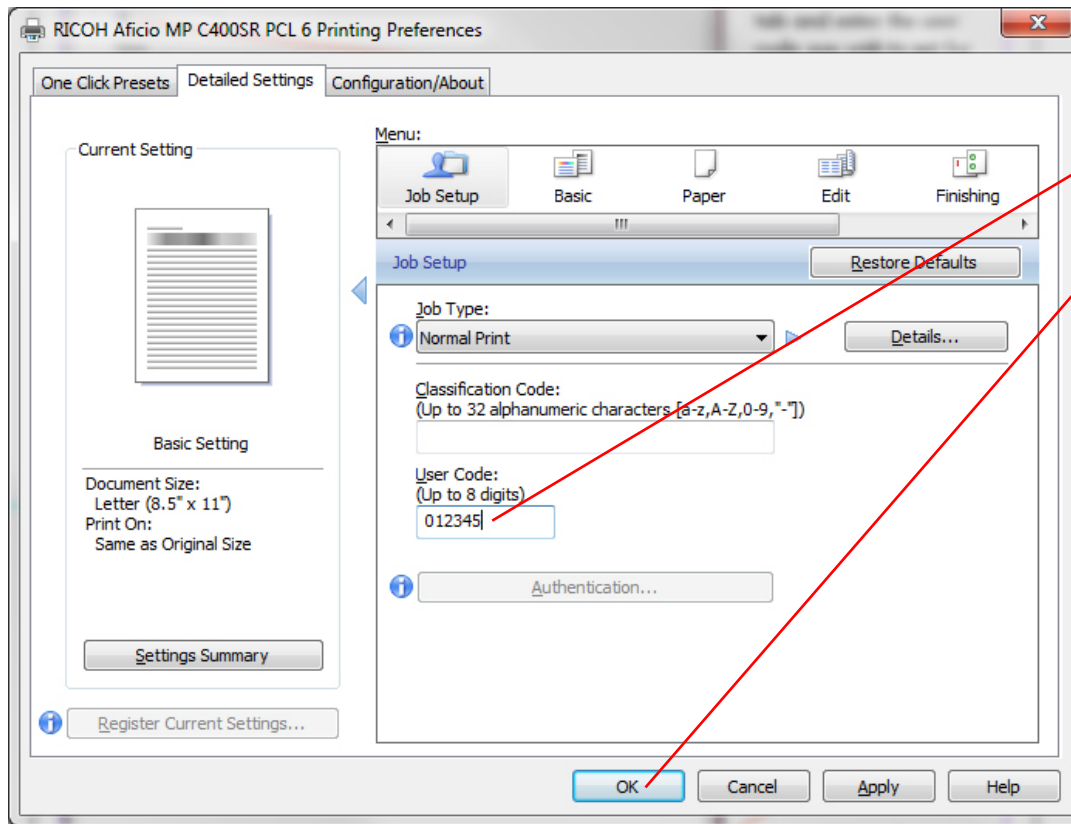 RICOH Aficio MP C400SR PCL 6 Printing Preferences
X
One Click Presets
Detailed Settings
Configuration/About
Current Setting
Basic Setting
Document Size:
Letter (8.5" x 11")
Print On:
Same as Original Size
Settings Summary
Register Current Settings...
Menu:
Job Setup
Basic
Paper
Edit
Finishing
Job Setup
Restore Defaults
Job Type:
Normal Print
Details...
Classification Code:
(Up to 32 alphanumeric characters [a-z,A-Z,0-9,"-"])
User Code:
(Up to 8 digits)
012345
Authentication...
OK
Cancel
Apply
Help